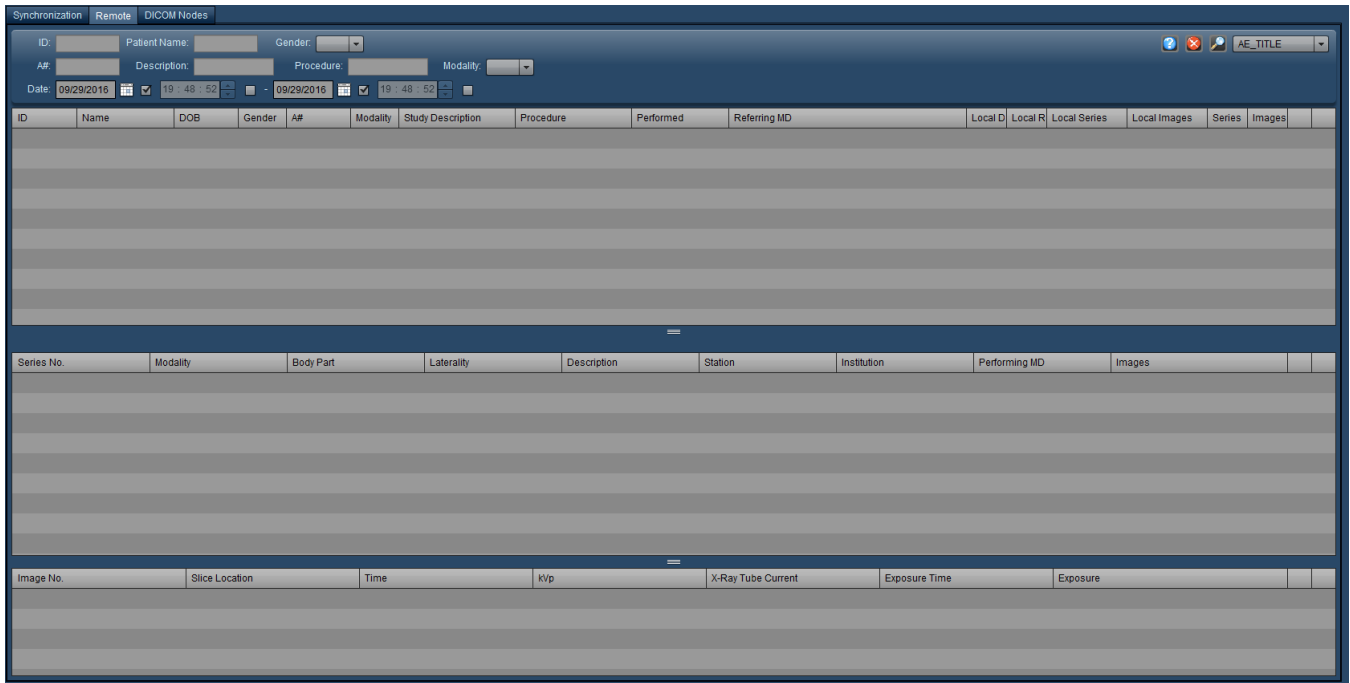 Synchronization Remote DICOM Nodes
ID: Patient Name: Gender: AE_TITLE
A#: Description: Procedure: Modality:
Date: 09/29/2016 19 : 48 : 52 - 09/29/2016 19 : 48 : 52
ID Name DOB Gender A# Modality Study Description Procedure Performed Referring MD Local D Local R Local Series Local Images Series Images
Series No. Modality Body Part Laterality Description Station Institution Performing MD Images
Image No. Slice Location Time kVp X-Ray Tube Current Exposure Time Exposure